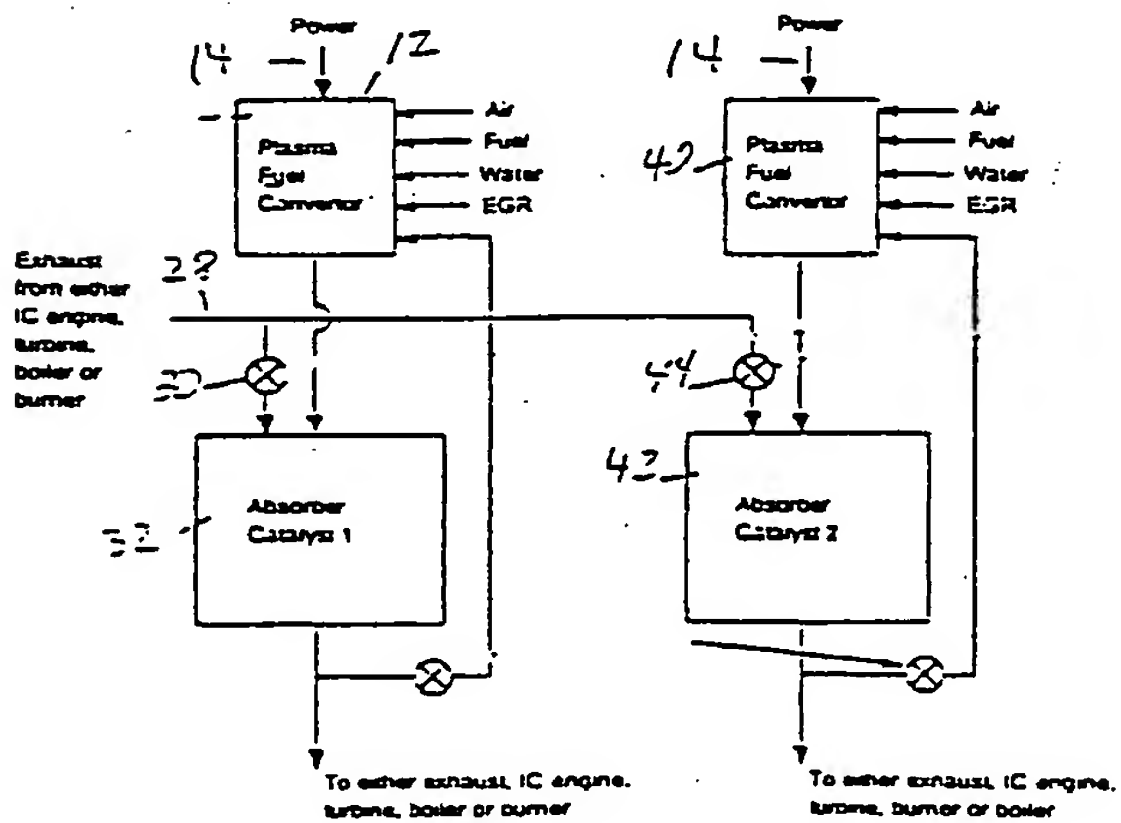 Power
14
12
Plasma
Fuel
Convertor
Air
Fuel
Water
EGR
Power
14
Plasma
Fuel
Convertor
Air
Fuel
Water
EGR
Exhaust
from either
IC engine,
turbine,
boiler or
burner
44
Absorber
Catalyst 1
32
Absorber
Catalyst 2
To either exhaust, IC engine,
turbine, boiler or burner
To either exhaust, IC engine,
turbine, burner or boiler